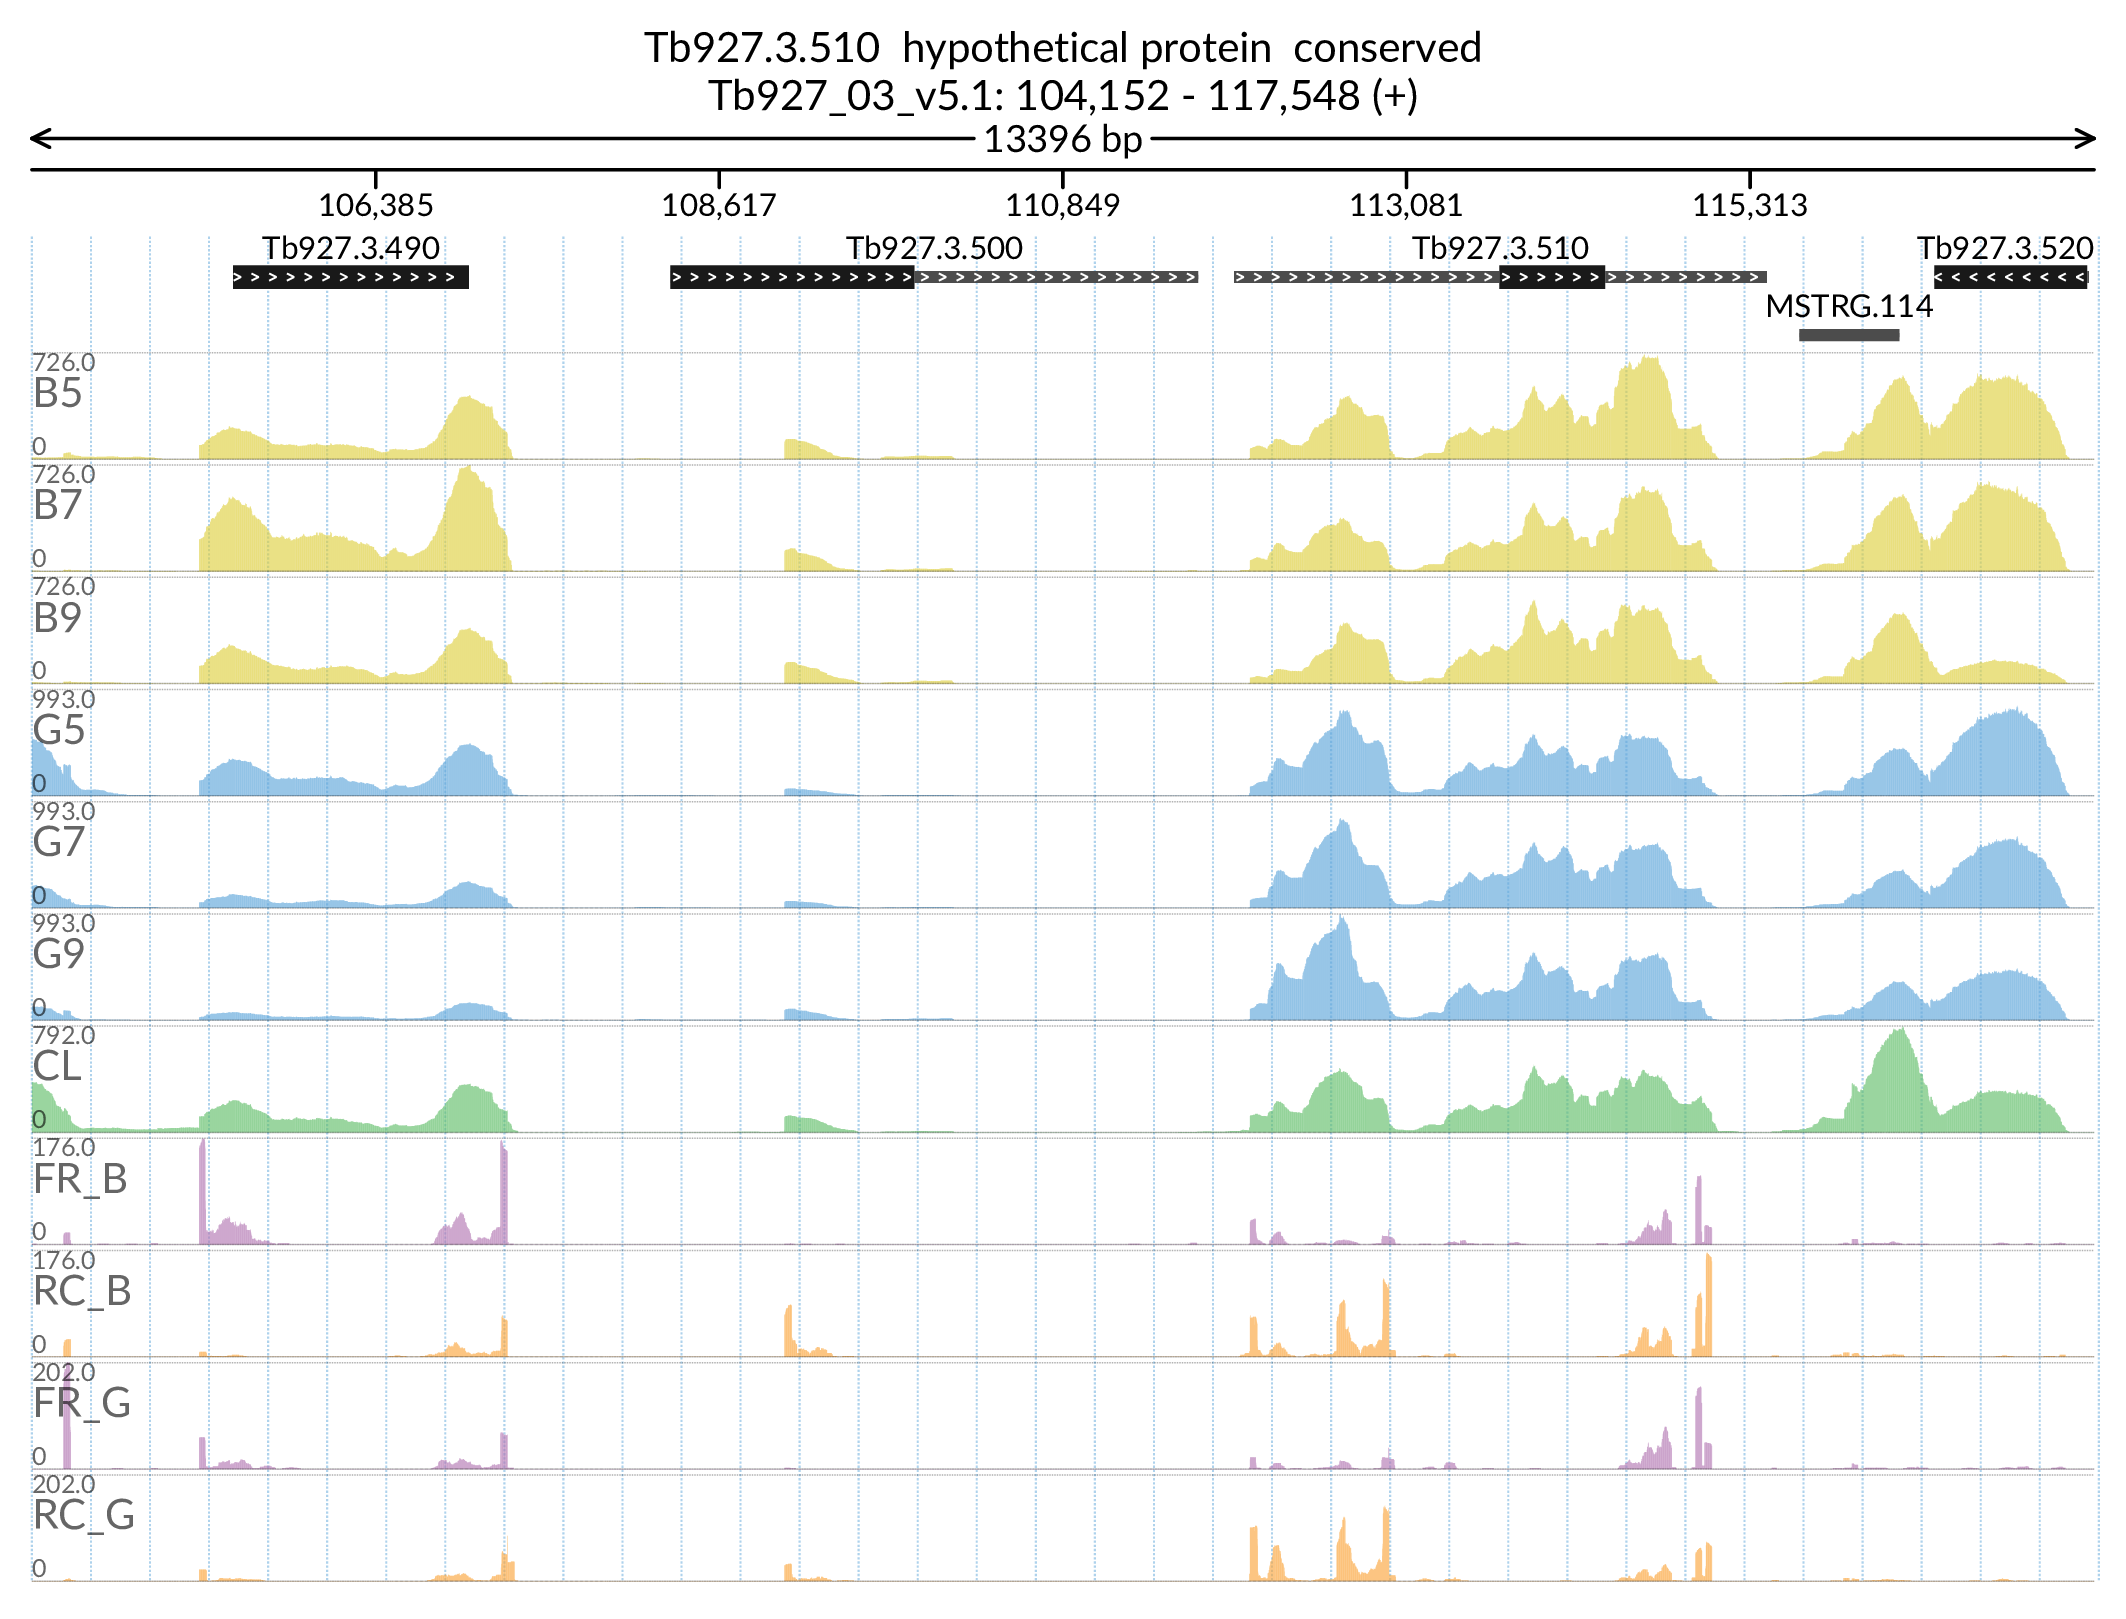 Tb927.3.510 hypothetical protein conserved
Tb927_03_v5.1: 104,152 - 117,548 (+)
13396 bp
106,385 108,617 110,849 113,081 115,313
Tb927.3.490 Tb927.3.500 Tb927.3.510 Tb927.3.520
MSTRG.114
726.0
B5
0
726.0
B7
0
726.0
B9
0
993.0
G5
0
993.0
G7
0
993.0
G9
0
792.0
CL
0
176.0
FR_B
0
176.0
RC_B
0
202.0
FR_G
0
202.0
RC_G
0